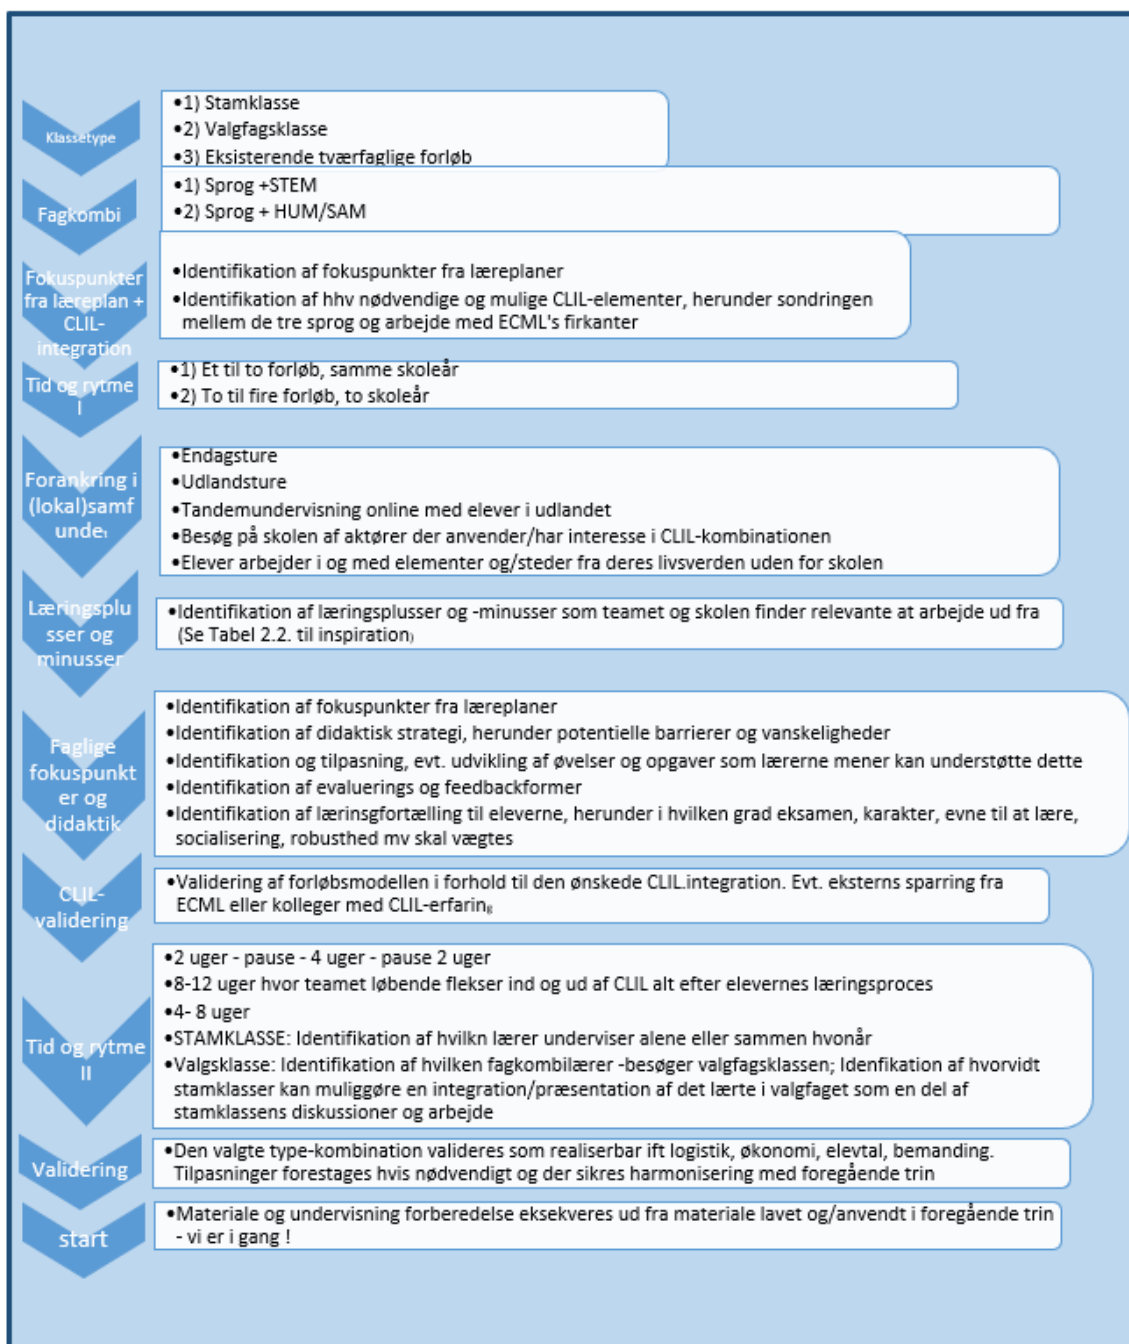 Klassetype
•1) Stamklasse
•2) Valgfagsklasse
•3) Eksisterende tværfaglige forløb
Fagkombi
•1) Sprog +STEM
•2) Sprog + HUM/SAM
Fokuspunkter
fra læreplan +
CLIL-
integration
•Identifikation af fokuspunkter fra læreplaner
•Identifikation af hhv nødvendige og mulige CLIL-elementer, herunder sondringen
mellem de tre sprog og arbejde med ECML's firkanter
Tid og rytme
I
•1) Et til to forløb, samme skoleår
•2) To til fire forløb, to skoleår
Forankring i
(lokal)samf
undet
•Endagsture
•Udlandsture
•Tandemundervisning online med elever i udlandet
•Besøg på skolen af aktører der anvender/har interesse i CLIL-kombinationen
•Elever arbejder i og med elementer og/steder fra deres livsverden uden for skolen
Læringsplu
sser og
minusser
•Identifikation af læringsplusser og -minusser som teamet og skolen finder relevante at arbejde ud fra
(Se Tabel 2.2. til inspiration)
Faglige
fokuspunkt
er og
didaktik
•Identifikation af fokuspunkter fra læreplaner
•Identifikation af didaktisk strategi, herunder potentielle barrierer og vanskeligheder
•Identifikation og tilpasning, evt. udvikling af øvelser og opgaver som lærerne mener kan understøtte dette
•Identifikation af evaluerings og feedbackformer
•Identifikation af lærinsgfortælling til eleverne, herunder i hvilken grad eksamen, karakter, evne til at lære,
socialisering, robusthed mv skal vægtes
CLIL-
validering
•Validering af forløbsmodellen i forhold til den ønskede CLIL.integration. Evt. eksterns sparring fra
ECML eller kolleger med CLIL-erfaring
Tid og rytme
II
•2 uger - pause - 4 uger - pause 2 uger
•8-12 uger hvor teamet løbende flekser ind og ud af CLIL alt efter elevernes læringsproces
•4- 8 uger
•STAMKLASSE: Identifikation af hvilkn lærer underviser alene eller sammen hvonår
•Valgsklasse: Identifikation af hvilken fagkombilærer -besøger valgfagsklassen; Idenfikation af hvorvidt
stamklasser kan muliggøre en integration/præsentation af det lærte i valgfaget som en del af
stamklassens diskussioner og arbejde
Validering
•Den valgte type-kombination valideres som realiserbar ift logistik, økonomi, elevtal, bemanding.
Tilpasninger forestages hvis nødvendigt og der sikres harmonisering med foregående trin
start
•Materiale og undervisning forberedelse eksekveres ud fra materiale lavet og/anvendt i foregående trin
- vi er i gang !